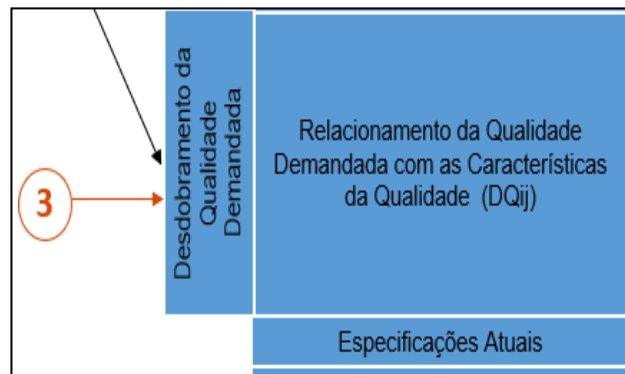 3
Desdobramento da
Qualidade
Demandada
Relacionamento da Qualidade
Demandada com as Características
da Qualidade (DQij)
Especificações Atuais